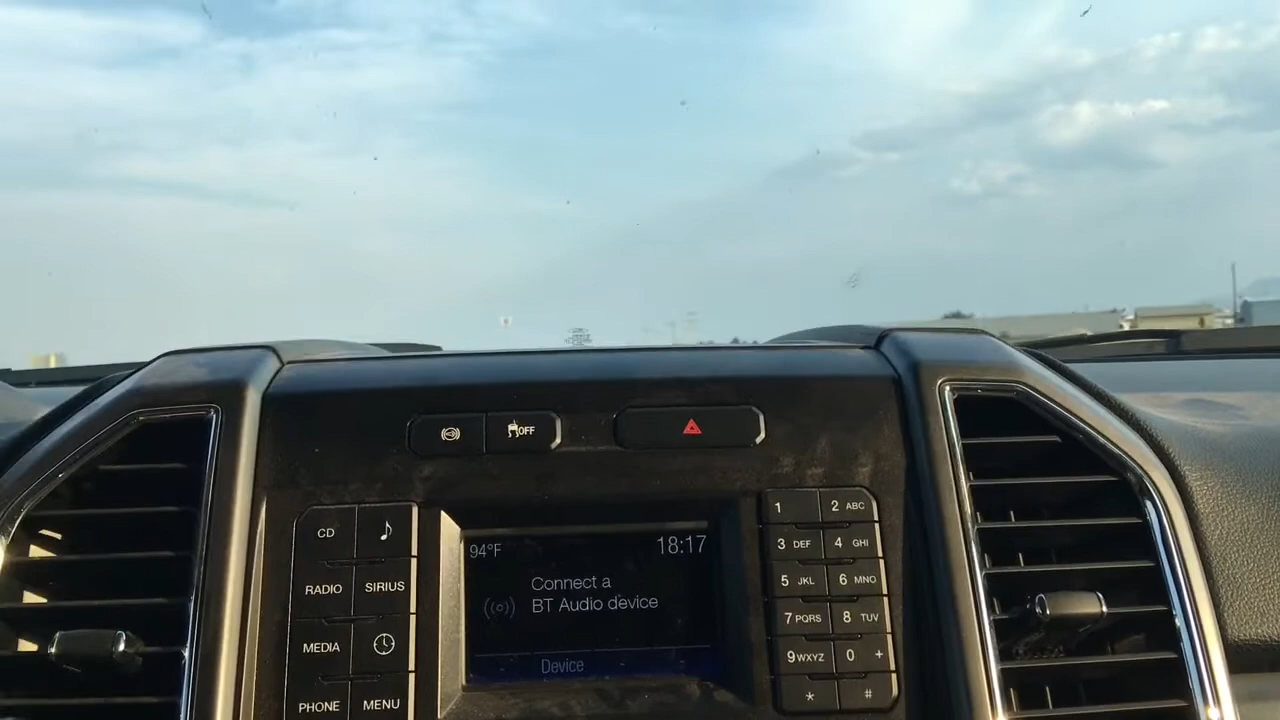 OFF
CD
RADIO
SIRIUS
MEDIA
PHONE
MENU
94°F
18:17
Connect a
BT Audio device
Device
1
2 ABC
3 DEF
4 GHI
5 JKL
6 MNO
7 PQRS
8 TUV
9 WXYZ
0 +
*
#